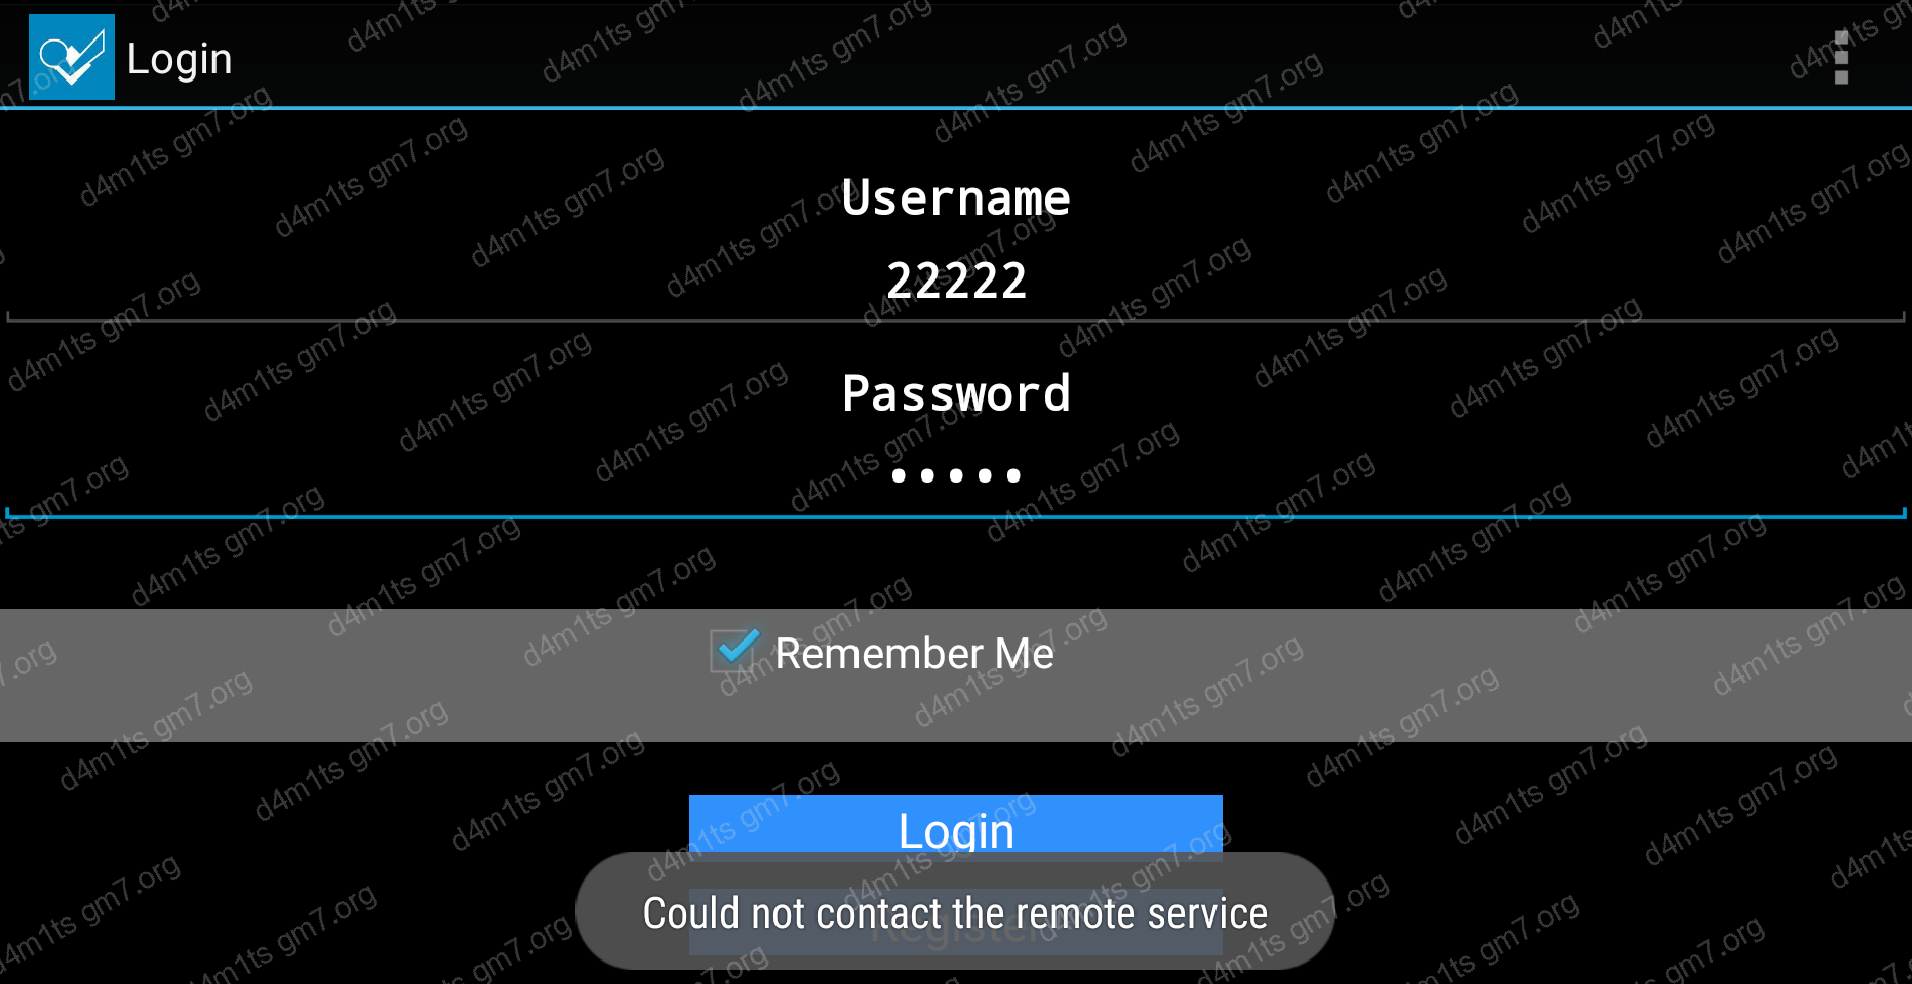 Login
Username
22222
Password
•••••
Remember Me
Login
Could not contact the remote service
Register
d4m1ts gm7.org